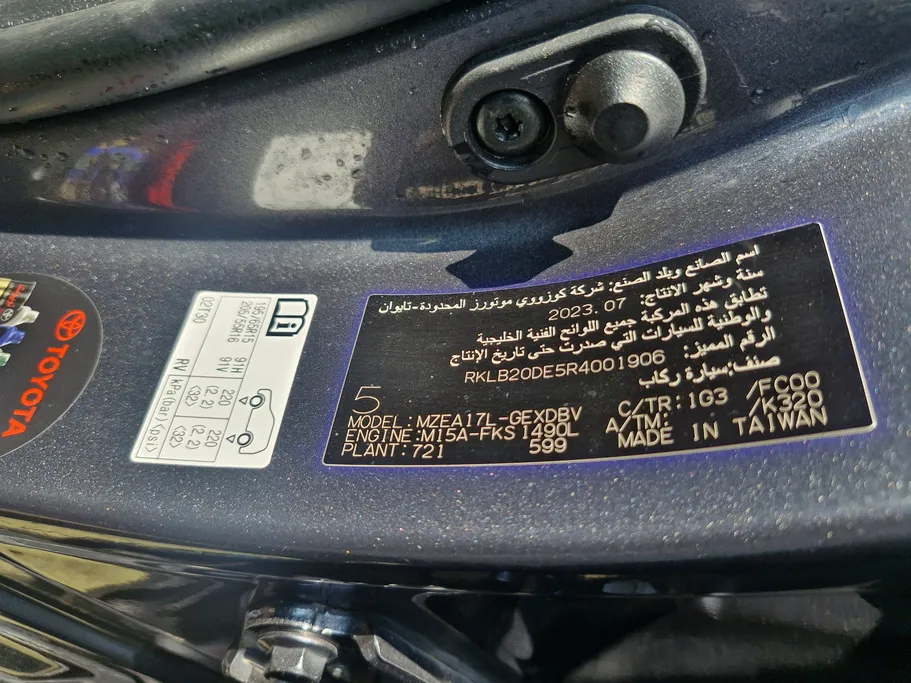 TOYOTA
195/65R15 91H 220 (2.2) <32> 220 (2.2) <32>
205/55R16 91V
02T30 RV kPa(bar) <psi>
اسم الصانع وبلد الصنع: شركة كوزووي موتورز المحدودة-تايوان
سنة وشهر الانتاج: 2023.07
تطابق هذه المركبة جميع اللوائح الفنية الخليجية
والوطنية للسيارات التي صدرت حتى تاريخ الإنتاج
الرقم المميز: RKLB20DE5R4001906
صنف:سيارة ركاب
5
MODEL:MZEA17L-GEXDBV C/TR:1G3 /FC00
ENGINE:M15A-FKS 1490L A/TM: /K320
PLANT:721 599 MADE IN TAIWAN